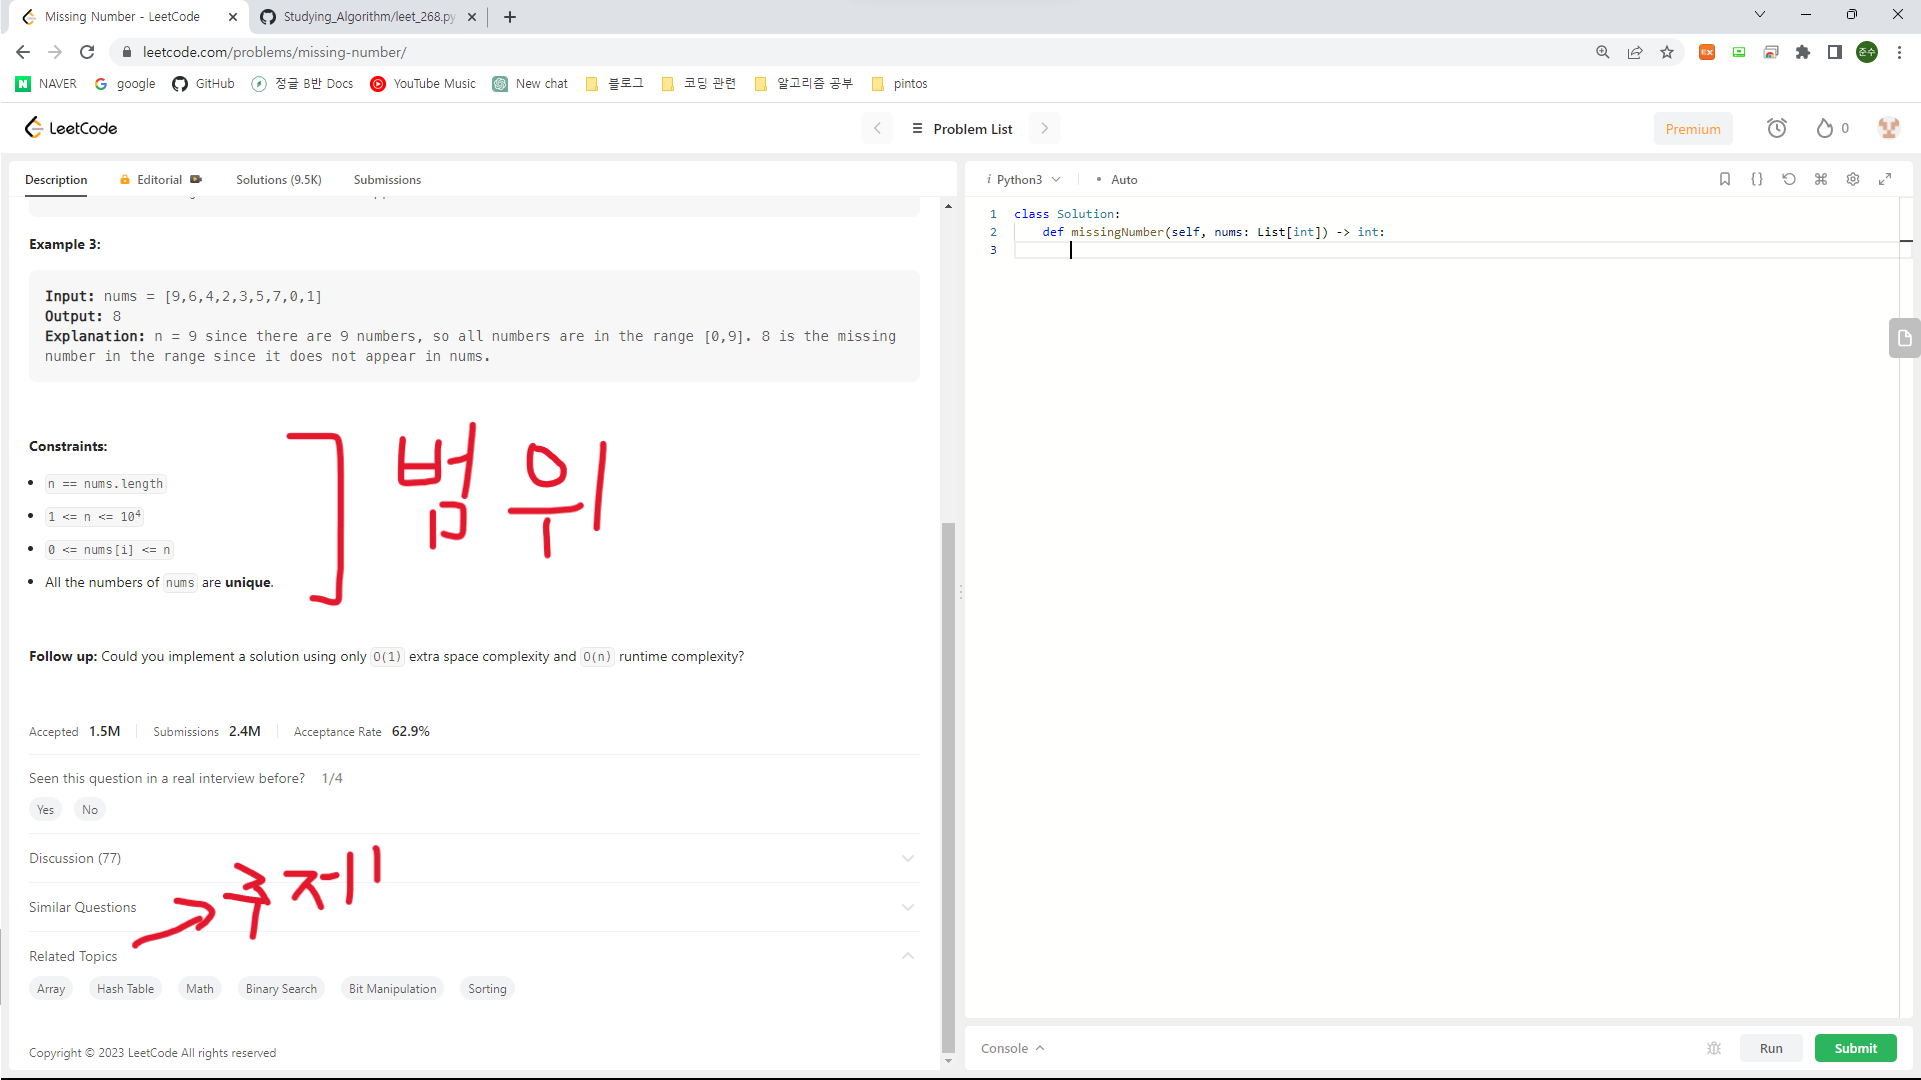 Missing Number - LeetCode
Studying_Algorithm/leet_268.py
leetcode.com/problems/missing-number/
NAVER google GitHub 정글 B반 Docs YouTube Music New chat 블로그 코딩 관련 알고리즘 공부 pintos
LeetCode
Problem List
Premium
0
준수
Description Editorial Solutions (9.5K) Submissions
Example 3:
Input: nums = [9,6,4,2,3,5,7,0,1]
Output: 8
Explanation: n = 9 since there are 9 numbers, so all numbers are in the range [0,9]. 8 is the missing
number in the range since it does not appear in nums.
Constraints:
n == nums.length
1 <= n <= 10⁴
0 <= nums[i] <= n
All the numbers of nums are unique.
범위
Follow up: Could you implement a solution using only O(1) extra space complexity and O(n) runtime complexity?
Accepted 1.5M Submissions 2.4M Acceptance Rate 62.9%
Seen this question in a real interview before? 1/4
Yes No
Discussion (77)
주제
Similar Questions
Related Topics
Array Hash Table Math Binary Search Bit Manipulation Sorting
Copyright © 2023 LeetCode All rights reserved
i Python3 • Auto
1 class Solution:
2 def missingNumber(self, nums: List[int]) -> int:
3
Console
Run
Submit